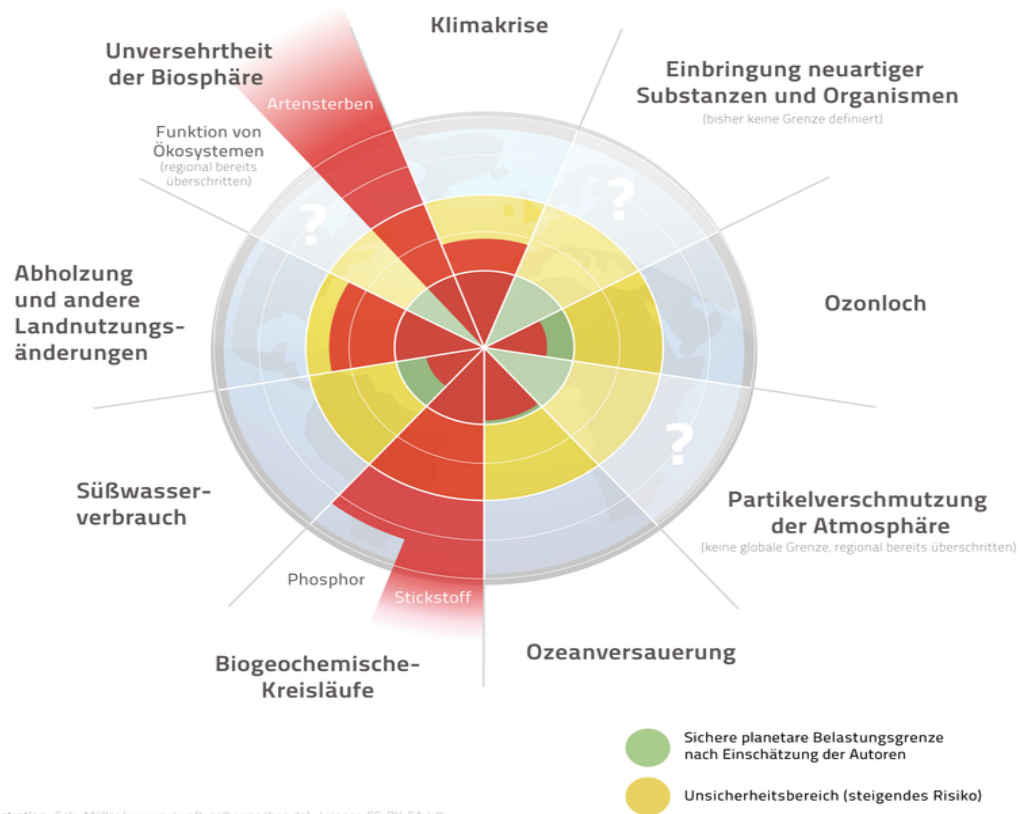 Klimakrise
Unversehrtheit
der Biosphäre
Artensterben
Funktion von
Ökosystemen
(regional bereits
überschritten)
?
Einbringung neuartiger
Substanzen und Organismen
(bisher keine Grenze definiert)
?
Abholzung
und andere
Landnutzungs-
änderungen
Ozonloch
?
Süßwasser-
verbrauch
Partikelverschmutzung
der Atmosphäre
(keine globale Grenze, regional bereits überschritten)
Phosphor
Stickstoff
Biogeochemische-
Kreisläufe
Ozeanversauerung
Sichere planetare Belastungsgrenze
nach Einschätzung der Autoren
Unsicherheitsbereich (steigendes Risiko)